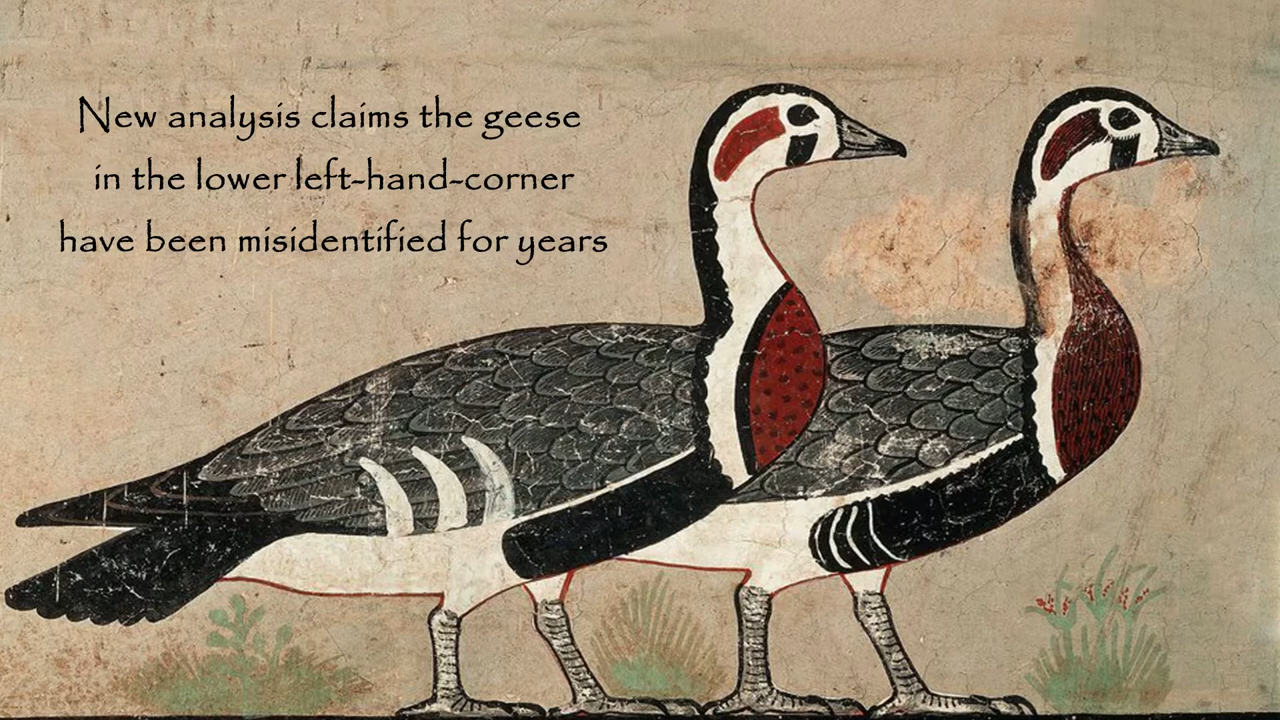 New analysis claims the geese
in the lower left-hand-corner
have been misidentified for years